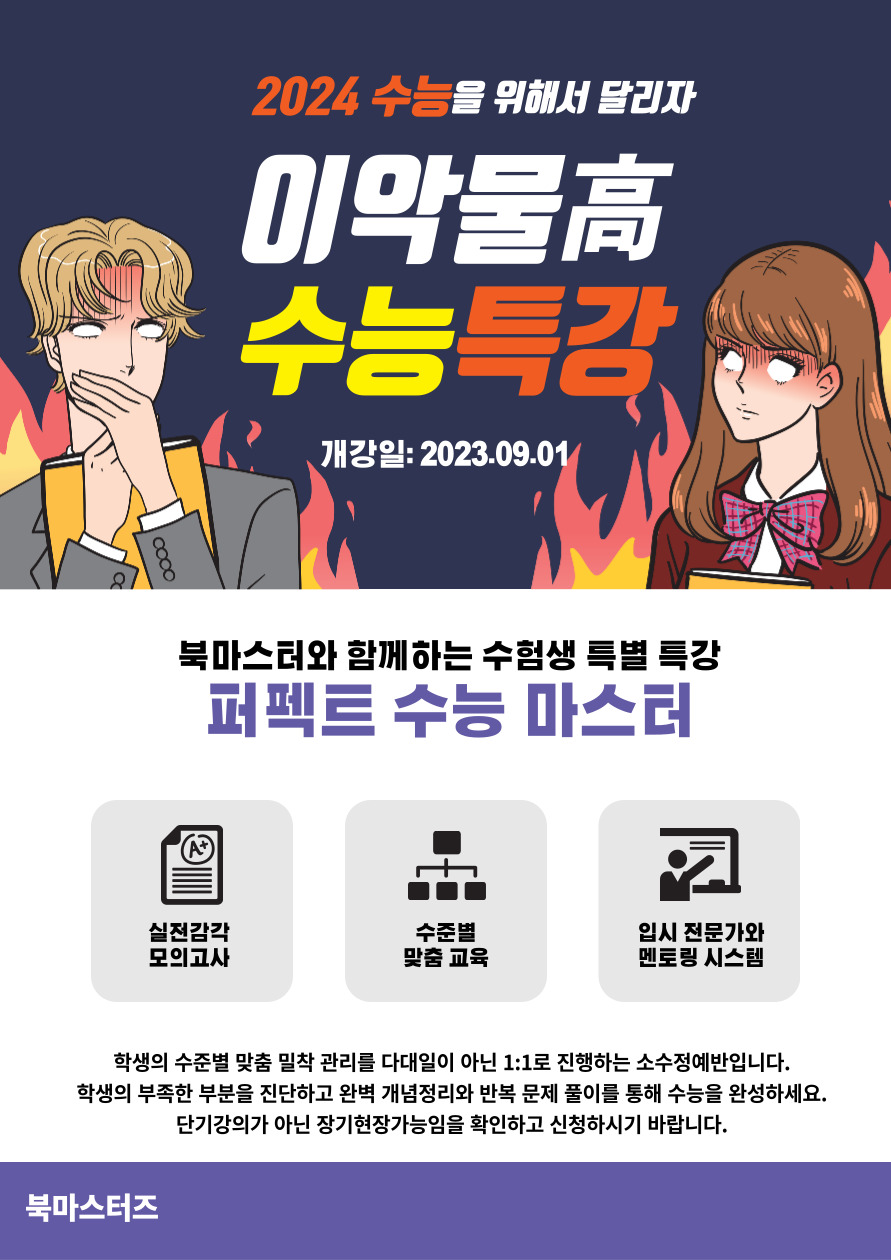 2024 수능을 위해서 달리자
이악물高
수능특강
개강일: 2023.09.01
북마스터와 함께하는 수험생 특별 특강
퍼펙트 수능 마스터
A+
실전감각
모의고사
수준별
맞춤 교육
입시 전문가와
멘토링 시스템
학생의 수준별 맞춤 밀착 관리를 다대일이 아닌 1:1로 진행하는 소수정예반입니다.
학생의 부족한 부분을 진단하고 완벽 개념정리와 반복 문제 풀이를 통해 수능을 완성하세요.
단기강의가 아닌 장기현장가능임을 확인하고 신청하시기 바랍니다.
북마스터즈